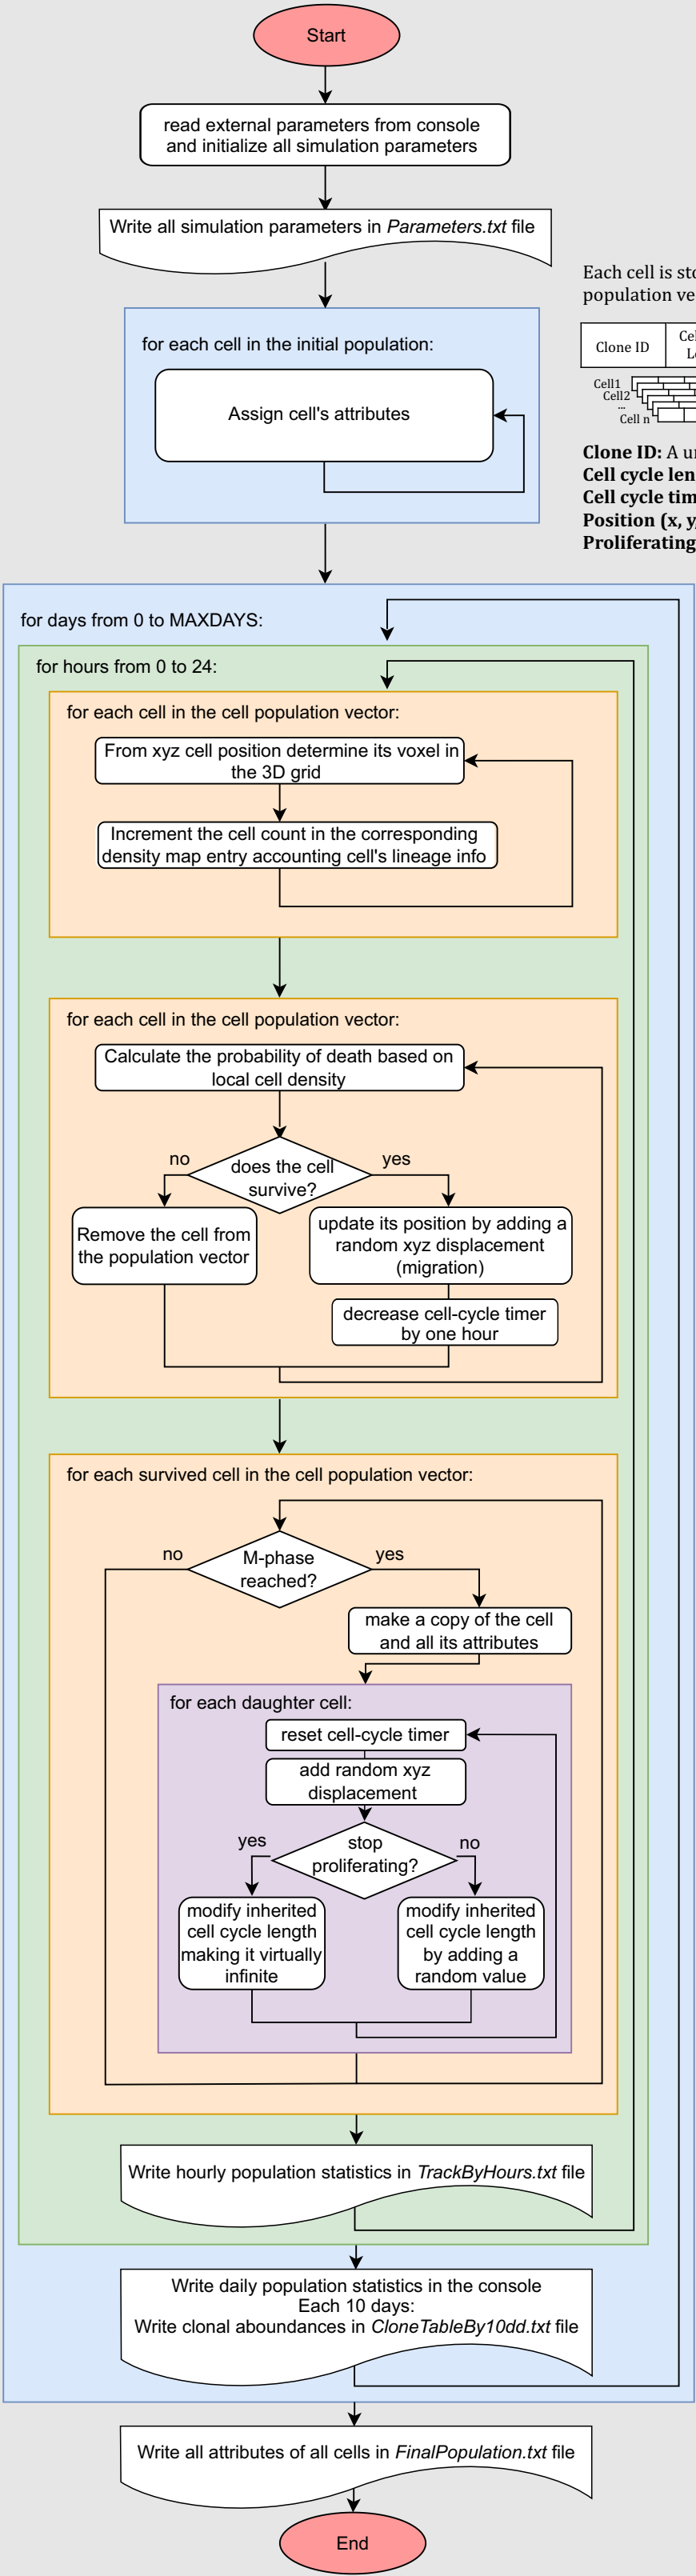 Start
read external parameters from console
and initialize all simulation parameters
Write all simulation parameters in Parameters.txt file
Each cell is
population
Clone ID
Cell1
Cell2
...
Cell n
Clone ID: A
Cell cycle
Cell cycle
Position (x,
Proliferating
for each cell in the initial population:
Assign cell's attributes
for days from 0 to MAXDAYS:
for hours from 0 to 24:
for each cell in the cell population vector:
From xyz cell position determine its voxel in
the 3D grid
Increment the cell count in the corresponding
density map entry accounting cell's lineage info
for each cell in the cell population vector:
Calculate the probability of death based on
local cell density
no
does the cell
survive?
yes
Remove the cell from
the population vector
update its position by adding a
random xyz displacement
(migration)
decrease cell-cycle timer
by one hour
for each survived cell in the cell population vector:
no
M-phase
reached?
yes
make a copy of the cell
and all its attributes
for each daughter cell:
reset cell-cycle timer
add random xyz
displacement
yes
stop
proliferating?
no
modify inherited
cell cycle length
making it virtually
infinite
modify inherited
cell cycle length
by adding a
random value
Write hourly population statistics in TrackByHours.txt file
Write daily population statistics in the console
Each 10 days:
Write clonal aboundances in CloneTableBy10dd.txt file
Write all attributes of all cells in FinalPopulation.txt file
End